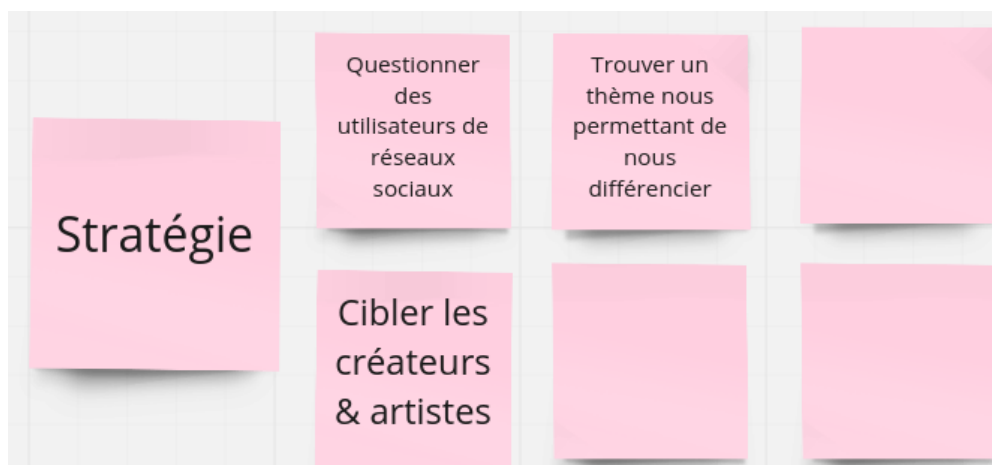 Stratégie
Questionner
des
utilisateurs de
réseaux
sociaux
Trouver un
thème nous
permettant de
nous
différencier
Cibler les
créateurs
& artistes